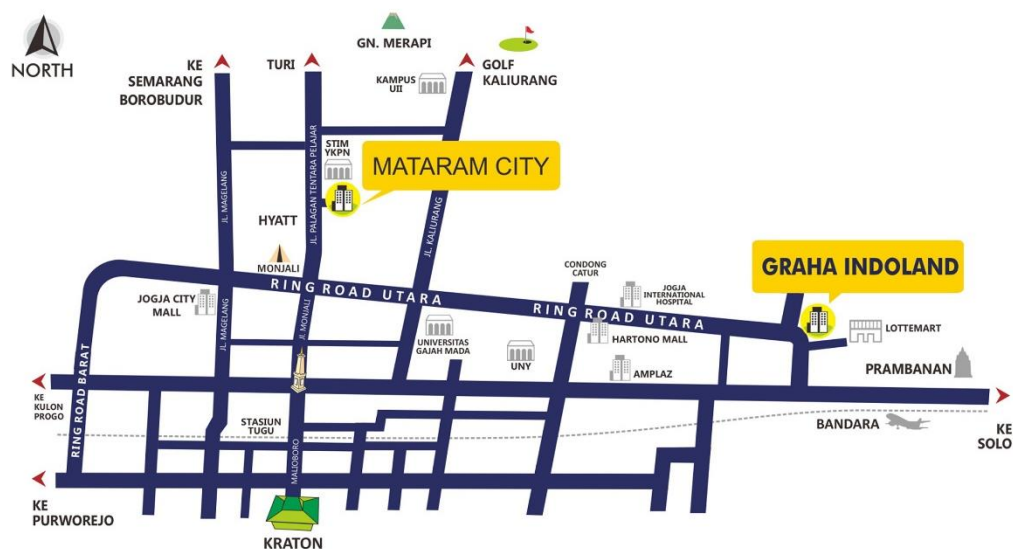 NORTH
GN. MERAPI
KE
SEMARANG
BOROBUDUR
TURI
KAMPUS
UII
GOLF
KALIURANG
STIM
YKPN
MATARAM CITY
JL. MAGELANG
JL. PALAGAN TENTARA PELAJAR
JL. KALIURANG
HYATT
MONJALI
CONDONG
CATUR
GRAHA INDOLAND
RING ROAD UTARA
RING ROAD UTARA
JOGJA CITY
MALL
JL. MAGELANG
JL MONJALI
JOGJA
INTERNATIONAL
HOSPITAL
UNIVERSITAS
GAJAH MADA
HARTONO MALL
LOTTEMART
UNY
AMPLAZ
PRAMBANAN
RING ROAD BARAT
KE
KULON
PROGO
STASIUN
TUGU
MALIOBORO
BANDARA
KE
SOLO
KE
PURWOREJO
KRATON